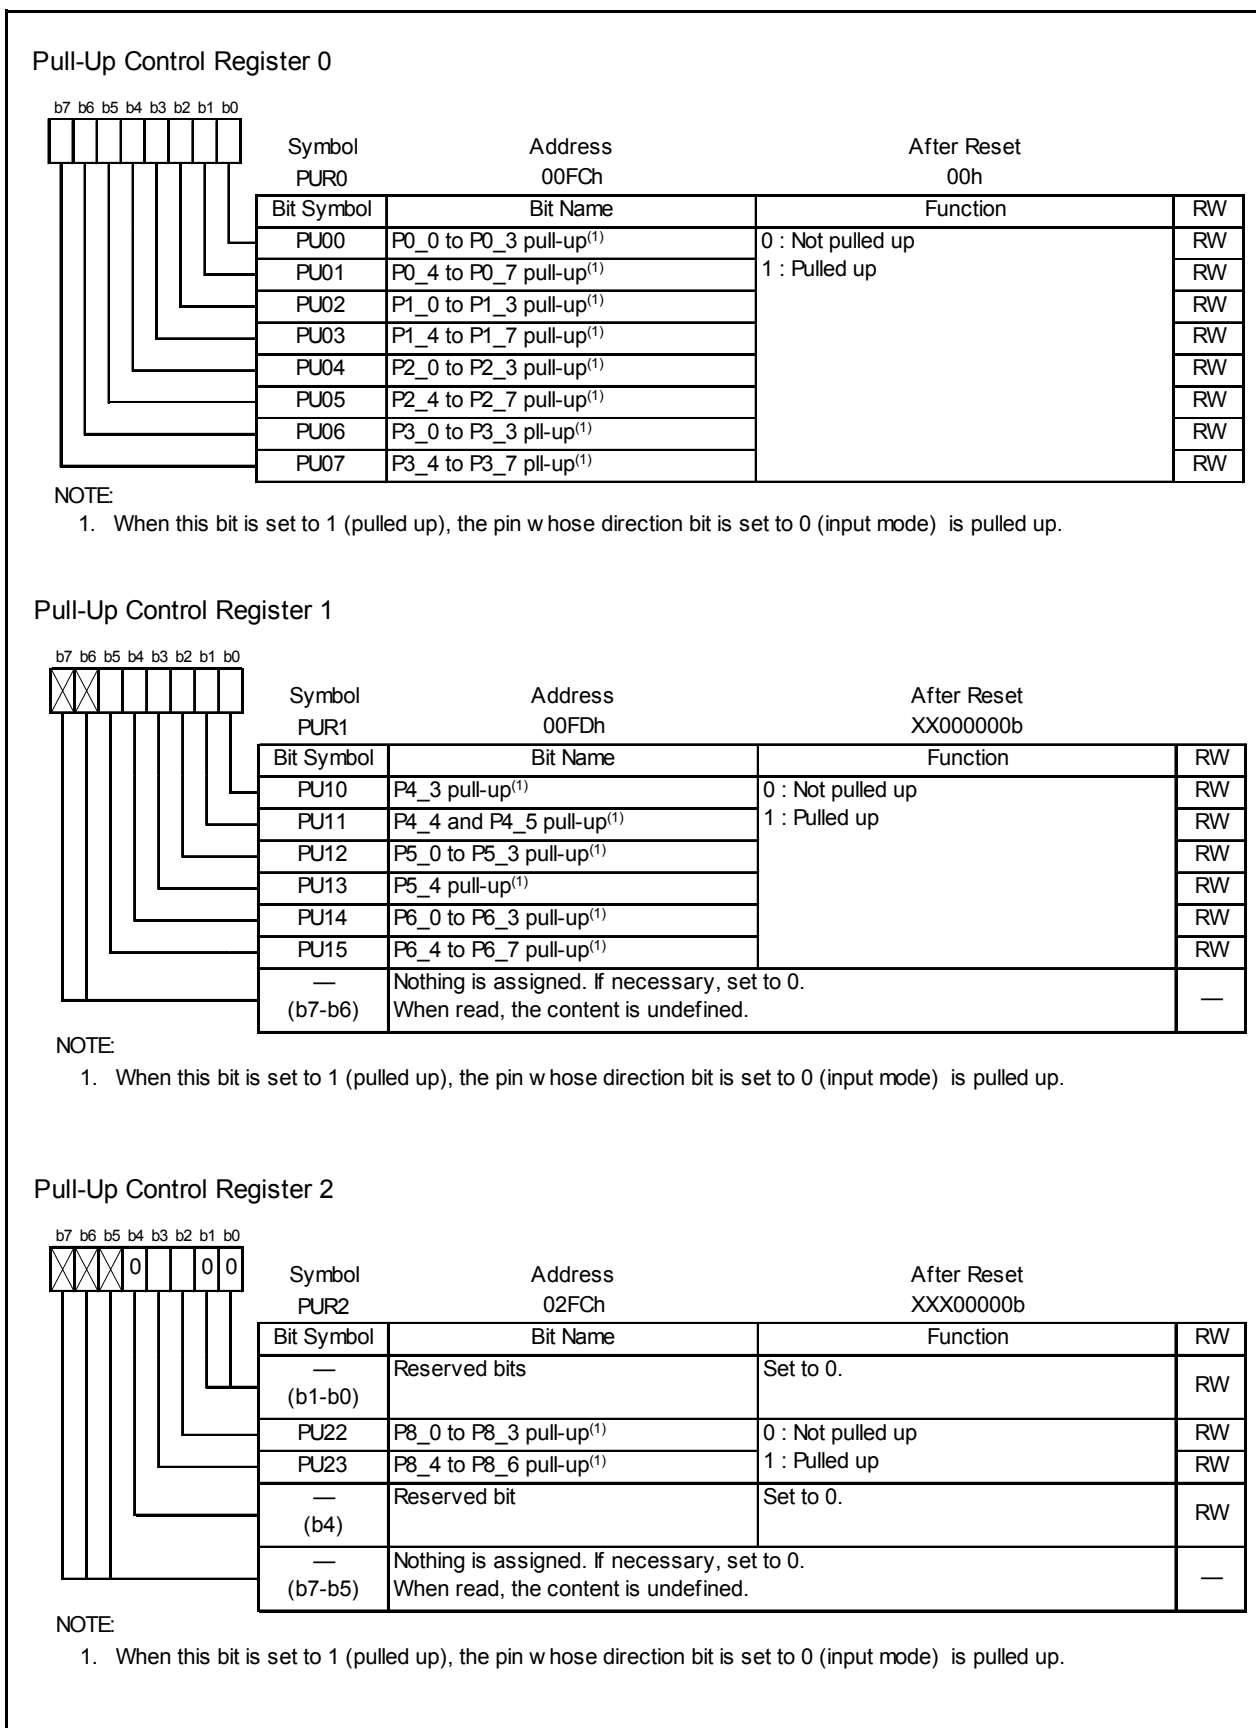 Pull-Up Control Register 0
b7 b6 b5 b4 b3 b2 b1 b0
Symbol Address After Reset
PUR0 00FCh 00h
Bit Symbol Bit Name Function RW
PU00 P0_0 to P0_3 pull-up(1) 0 : Not pulled up RW
PU01 P0_4 to P0_7 pull-up(1) 1 : Pulled up RW
PU02 P1_0 to P1_3 pull-up(1) RW
PU03 P1_4 to P1_7 pull-up(1) RW
PU04 P2_0 to P2_3 pull-up(1) RW
PU05 P2_4 to P2_7 pull-up(1) RW
PU06 P3_0 to P3_3 pll-up(1) RW
PU07 P3_4 to P3_7 pll-up(1) RW
NOTE:
1. When this bit is set to 1 (pulled up), the pin w hose direction bit is set to 0 (input mode) is pulled up.
Pull-Up Control Register 1
b7 b6 b5 b4 b3 b2 b1 b0
Symbol Address After Reset
PUR1 00FDh XX000000b
Bit Symbol Bit Name Function RW
PU10 P4_3 pull-up(1) 0 : Not pulled up RW
PU11 P4_4 and P4_5 pull-up(1) 1 : Pulled up RW
PU12 P5_0 to P5_3 pull-up(1) RW
PU13 P5_4 pull-up(1) RW
PU14 P6_0 to P6_3 pull-up(1) RW
PU15 P6_4 to P6_7 pull-up(1) RW
— Nothing is assigned. If necessary, set to 0. —
(b7-b6) When read, the content is undefined.
NOTE:
1. When this bit is set to 1 (pulled up), the pin w hose direction bit is set to 0 (input mode) is pulled up.
Pull-Up Control Register 2
b7 b6 b5 b4 b3 b2 b1 b0
0 0 0
Symbol Address After Reset
PUR2 02FCh XXX00000b
Bit Symbol Bit Name Function RW
— Reserved bits Set to 0. RW
(b1-b0)
PU22 P8_0 to P8_3 pull-up(1) 0 : Not pulled up RW
PU23 P8_4 to P8_6 pull-up(1) 1 : Pulled up RW
— Reserved bit Set to 0. RW
(b4)
— Nothing is assigned. If necessary, set to 0. —
(b7-b5) When read, the content is undefined.
NOTE:
1. When this bit is set to 1 (pulled up), the pin w hose direction bit is set to 0 (input mode) is pulled up.